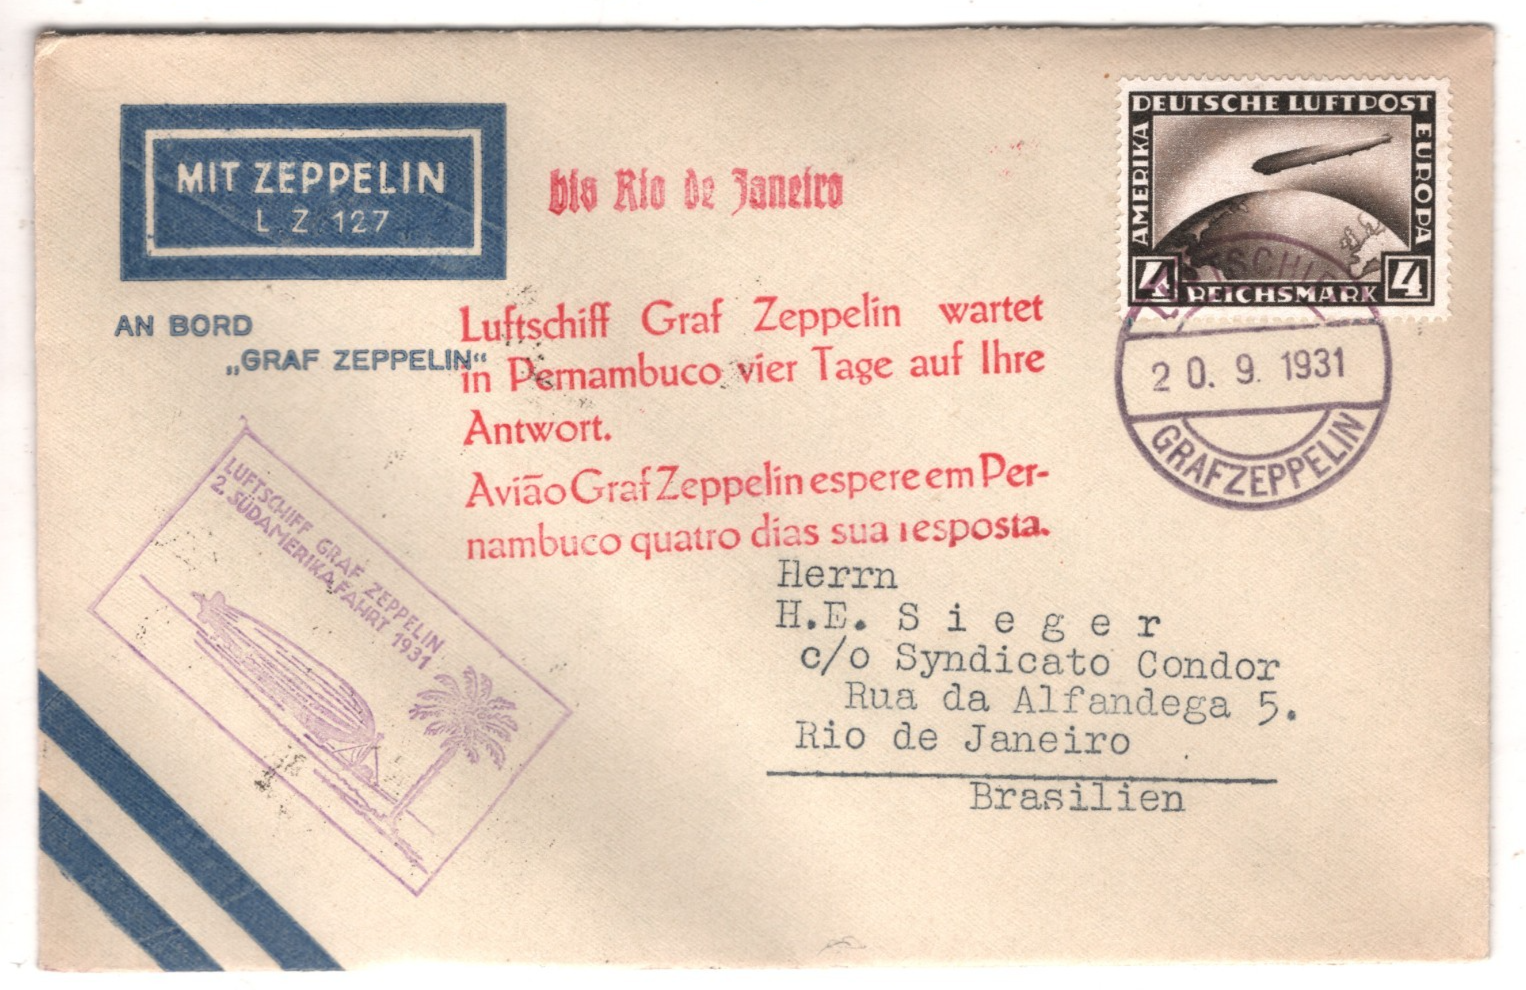 MIT ZEPPELIN
L Z 127
bis Rio de Janeiro
DEUTSCHE LUFTPOST
AMERIKA
EUROPA
4 REICHSMARK 4
AN BORD
„GRAF ZEPPELIN“
Luftschiff Graf Zeppelin wartet
in Pernambuco vier Tage auf Ihre
Antwort.
Avião Graf Zeppelin espere em Per-
nambuco quatro dias sua resposta.
LUFTSCHIFF
20. 9. 1931
GRAF ZEPPELIN
LUFTSCHIFF GRAF ZEPPELIN
2. SÜDAMERIKAFAHRT 1931
Herrn
H.E. Sieger
c/o Syndicato Condor
Rua da Alfandega 5.
Rio de Janeiro
Brasilien